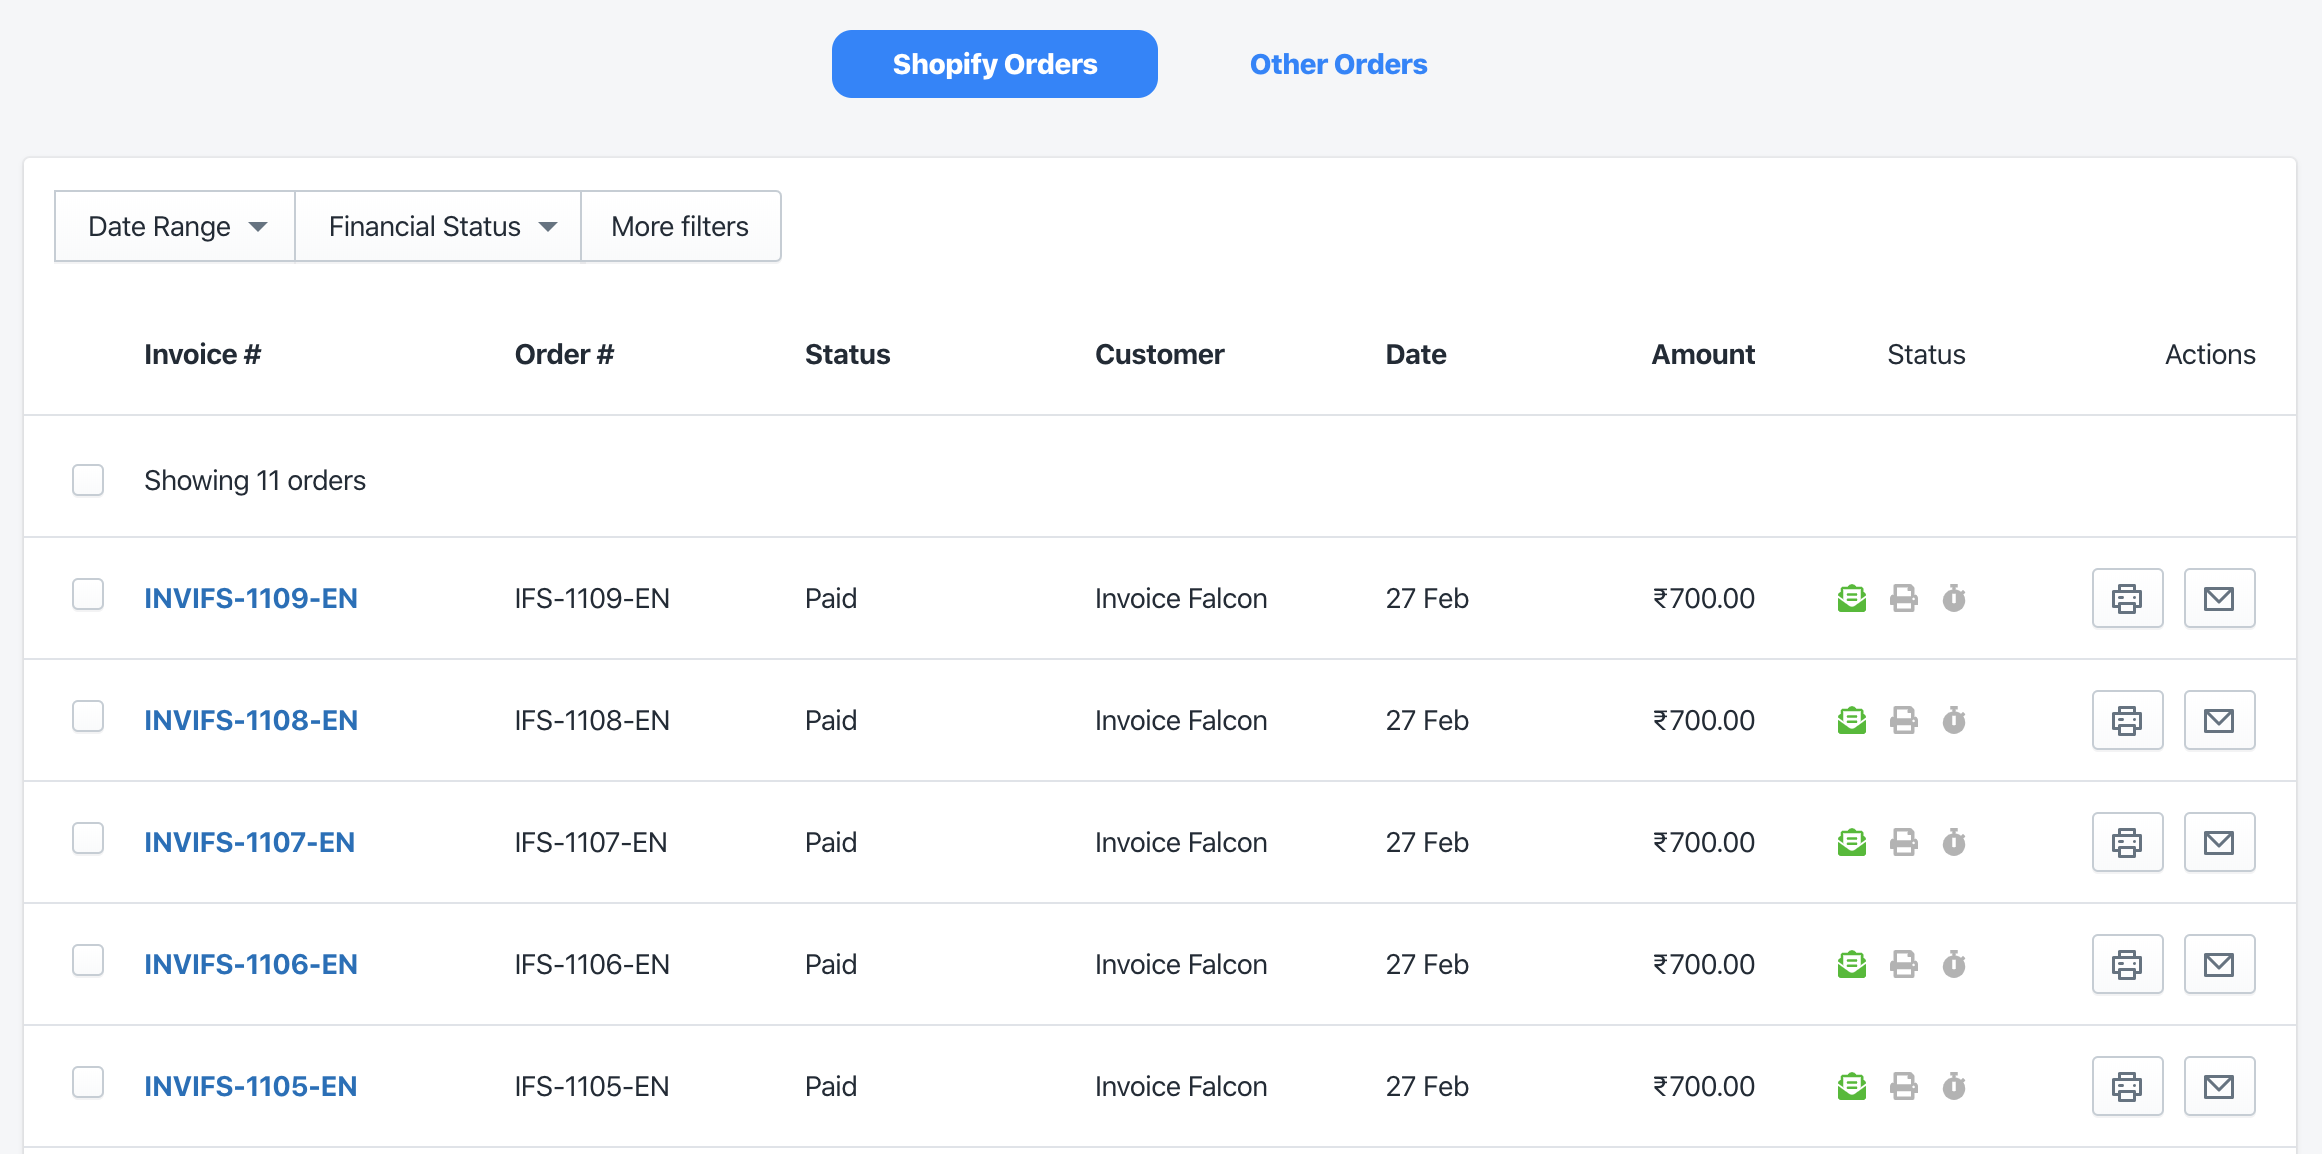 Shopify Orders Other Orders
Date Range Financial Status More filters
Invoice # Order # Status Customer Date Amount Status Actions
Showing 11 orders
INVIFS-1109-EN IFS-1109-EN Paid Invoice Falcon 27 Feb ₹700.00
INVIFS-1108-EN IFS-1108-EN Paid Invoice Falcon 27 Feb ₹700.00
INVIFS-1107-EN IFS-1107-EN Paid Invoice Falcon 27 Feb ₹700.00
INVIFS-1106-EN IFS-1106-EN Paid Invoice Falcon 27 Feb ₹700.00
INVIFS-1105-EN IFS-1105-EN Paid Invoice Falcon 27 Feb ₹700.00